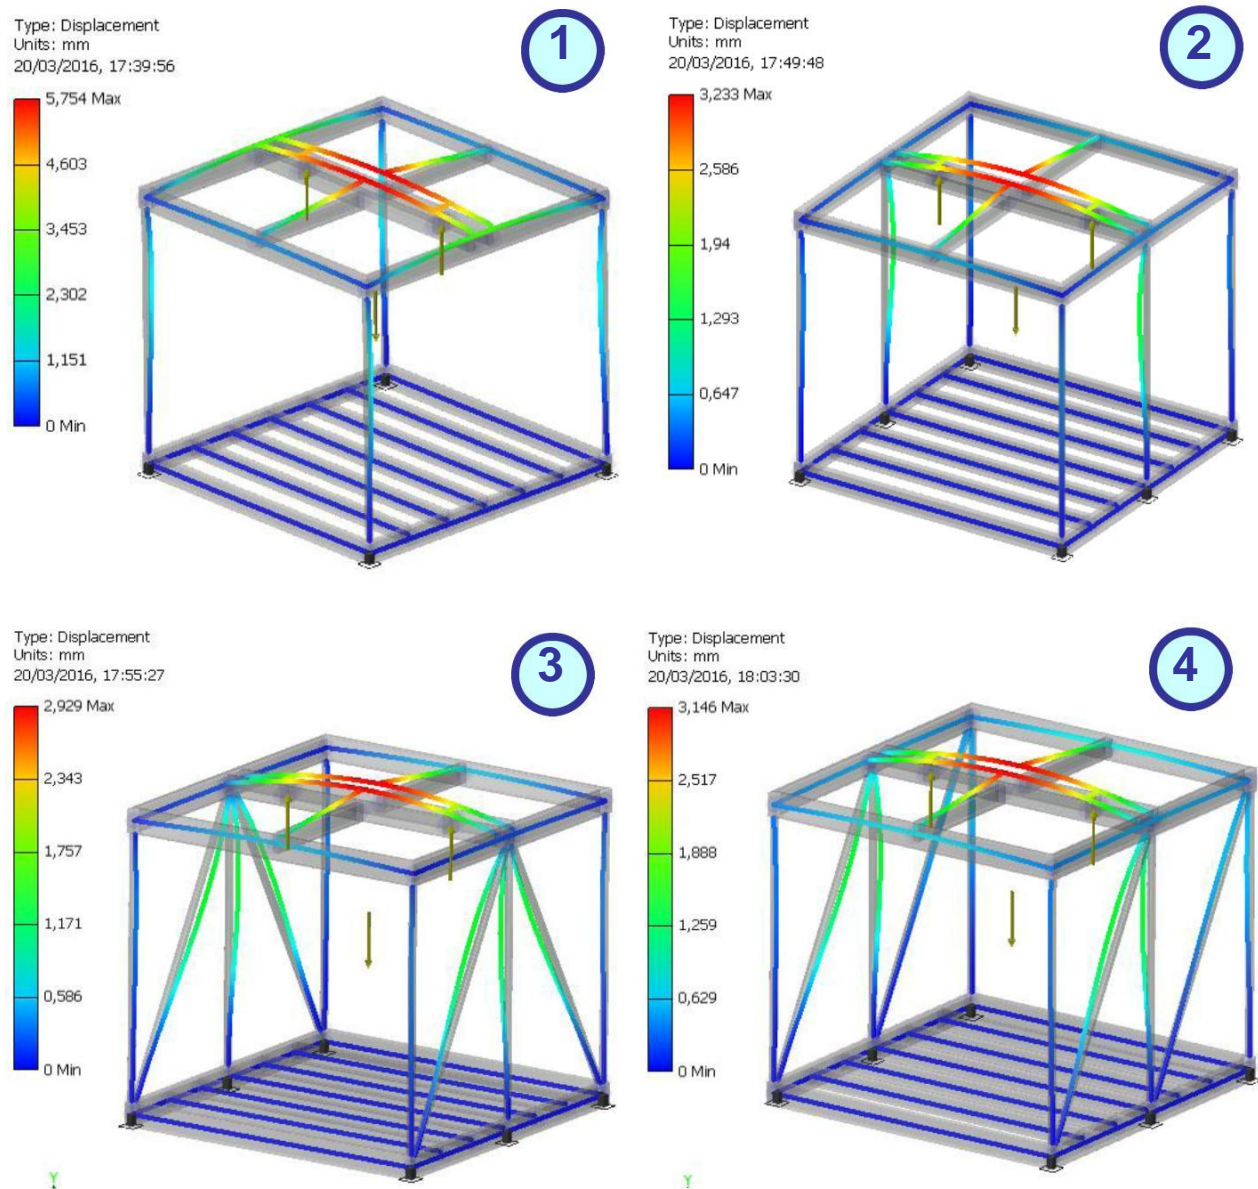 Type: Displacement
Units: mm
20/03/2016, 17:39:56
1
5,754 Max
4,603
3,453
2,302
1,151
0 Min
Type: Displacement
Units: mm
20/03/2016, 17:49:48
2
3,233 Max
2,586
1,94
1,293
0,647
0 Min
Type: Displacement
Units: mm
20/03/2016, 17:55:27
3
2,929 Max
2,343
1,757
1,171
0,586
0 Min
Y
Type: Displacement
Units: mm
20/03/2016, 18:03:30
4
3,146 Max
2,517
1,888
1,259
0,629
0 Min
Y